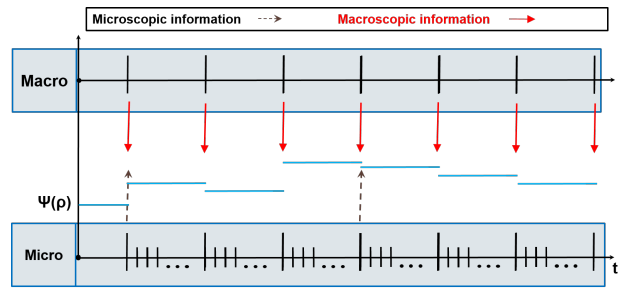 Microscopic information Macroscopic information
Macro
Ψ(ρ)
Micro ... ... ... ... ... ...
t